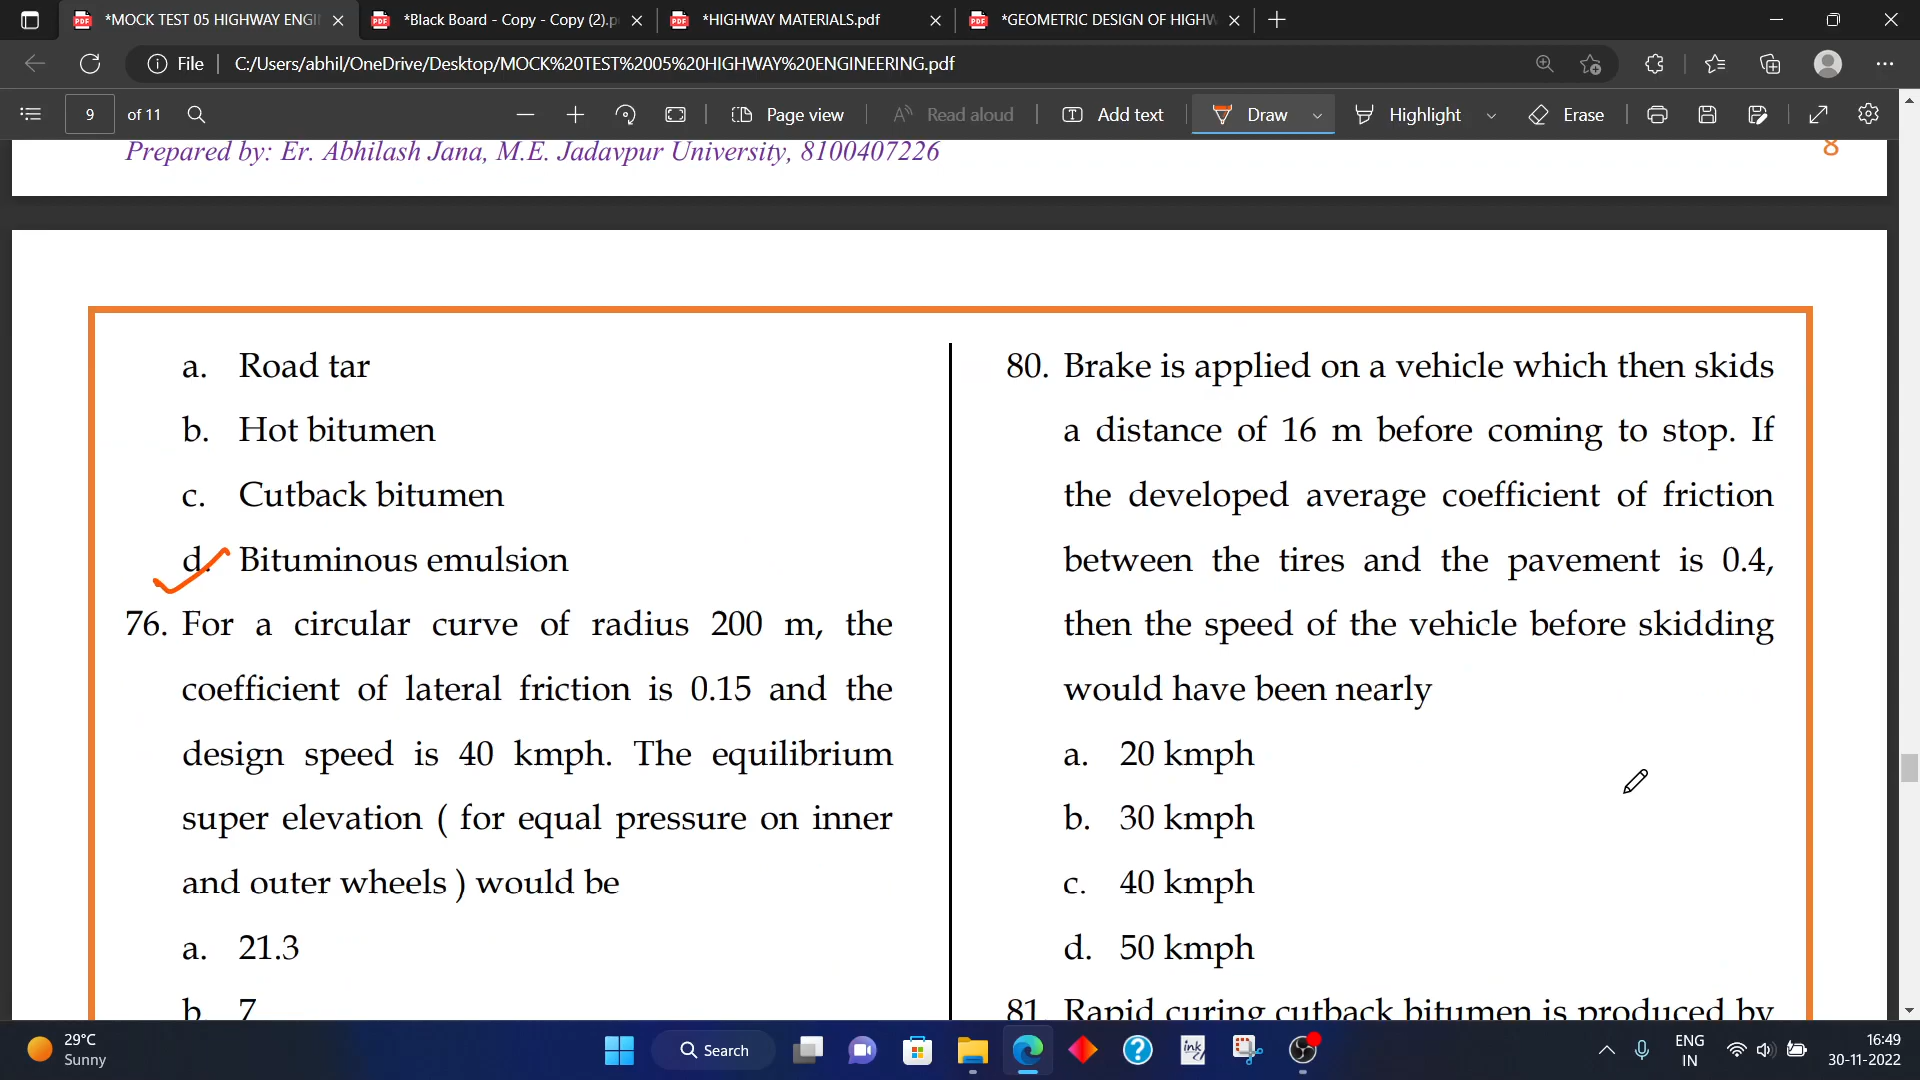 *MOCK TEST 05 HIGHWAY ENGI
*Black Board - Copy - Copy (2).p
*HIGHWAY MATERIALS.pdf
*GEOMETRIC DESIGN OF HIGHW
File
C:/Users/abhil/OneDrive/Desktop/MOCK%20TEST%2005%20HIGHWAY%20ENGINEERING.pdf
9 of 11
Page view
Read aloud
Add text
Draw
Highlight
Erase
Prepared by: Er. Abhilash Jana, M.E. Jadavpur University, 8100407226
8
a. Road tar
b. Hot bitumen
c. Cutback bitumen
d. Bituminous emulsion
76. For a circular curve of radius 200 m, the
coefficient of lateral friction is 0.15 and the
design speed is 40 kmph. The equilibrium
super elevation ( for equal pressure on inner
and outer wheels ) would be
a. 21.3
b. 7
80. Brake is applied on a vehicle which then skids
a distance of 16 m before coming to stop. If
the developed average coefficient of friction
between the tires and the pavement is 0.4,
then the speed of the vehicle before skidding
would have been nearly
a. 20 kmph
b. 30 kmph
c. 40 kmph
d. 50 kmph
81. Rapid curing cutback bitumen is produced by
29°C
Sunny
Search
ink
ENG
IN
16:49
30-11-2022